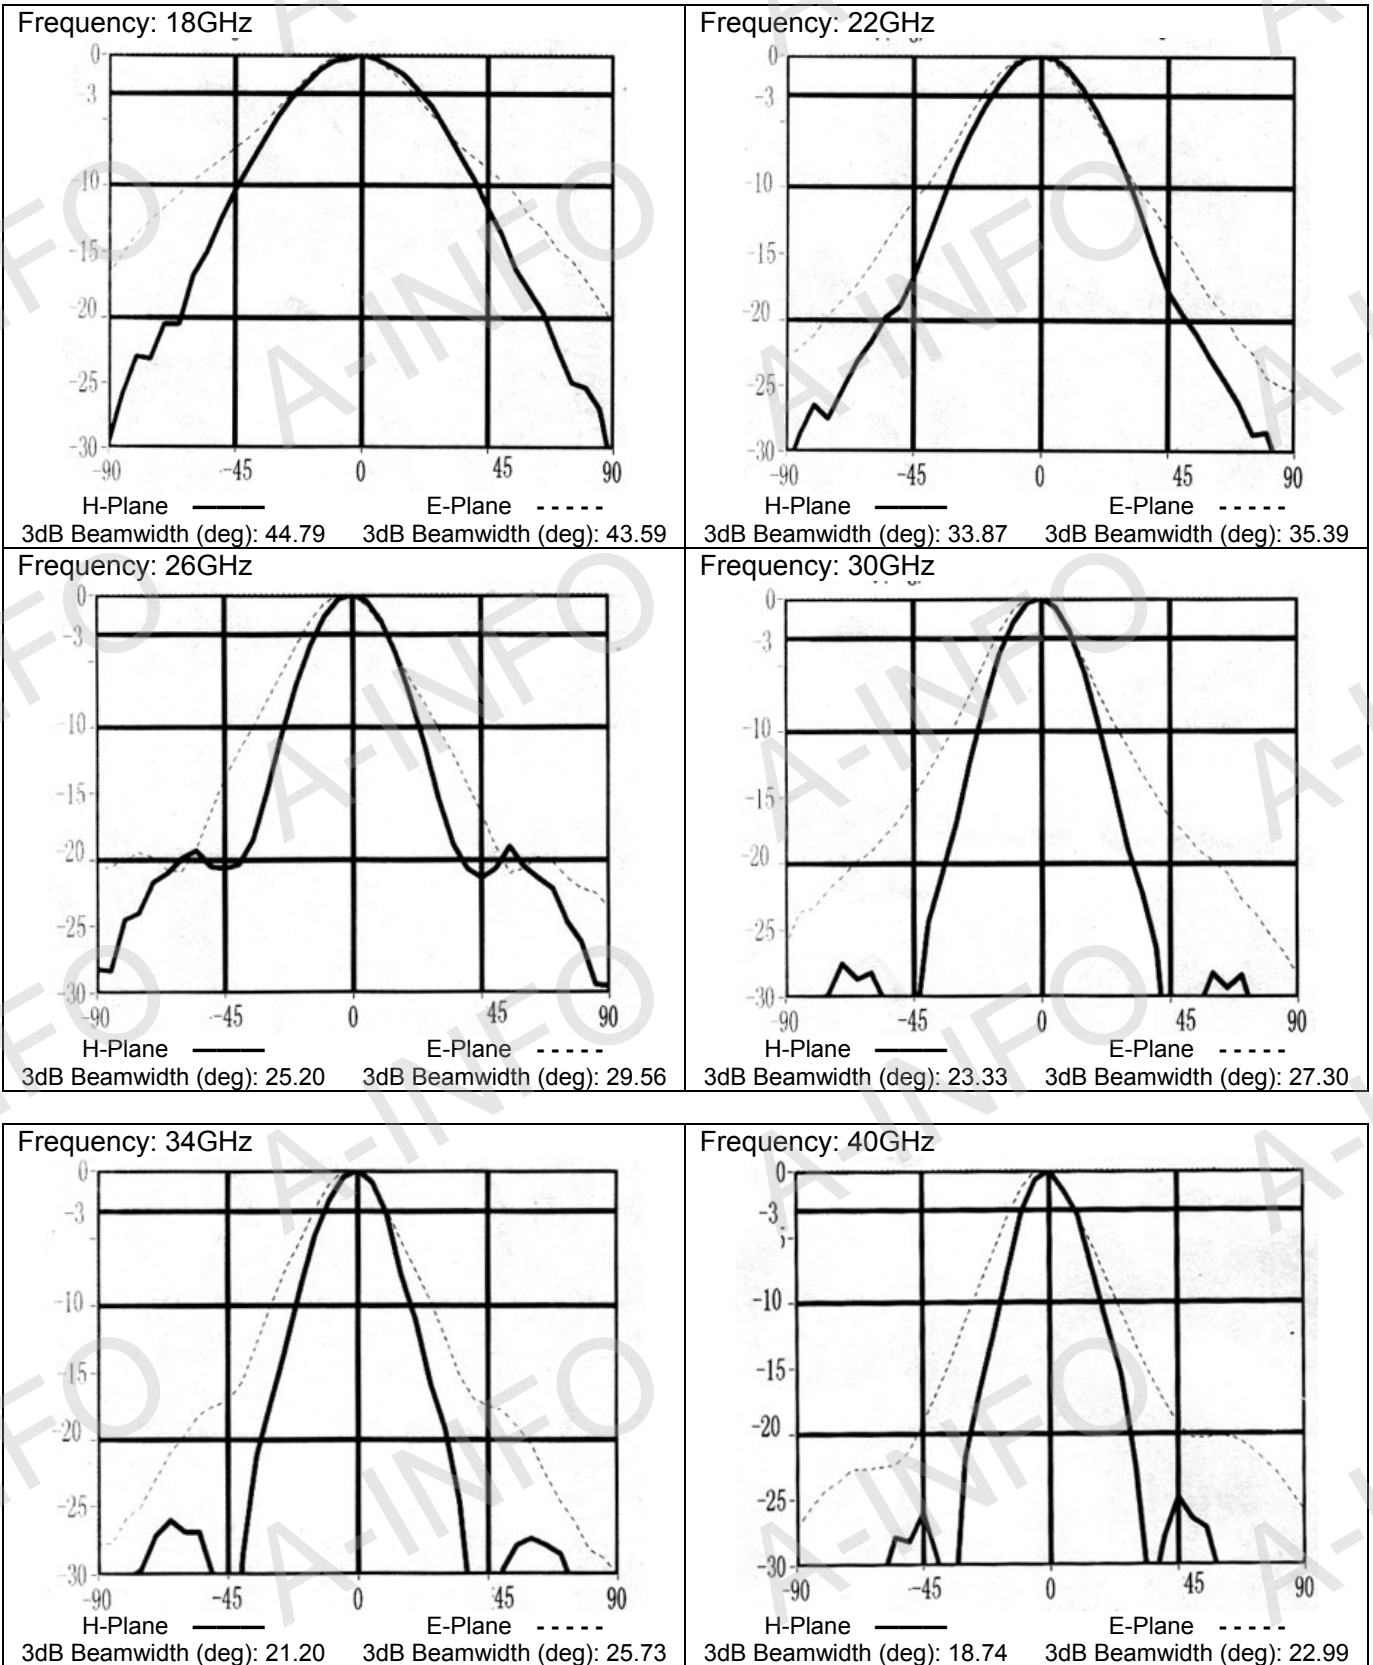 Frequency: 18GHz
0
-3
-10
-15
-20
-25
-30
-90 -45 0 45 90
H-Plane E-Plane
3dB Beamwidth (deg): 44.79 3dB Beamwidth (deg): 43.59
Frequency: 22GHz
0
-3
-10
-15
-20
-25
-30
-90 -45 0 45 90
H-Plane E-Plane
3dB Beamwidth (deg): 33.87 3dB Beamwidth (deg): 35.39
Frequency: 26GHz
0
-3
-10
-15
-20
-25
-30
-90 -45 0 45 90
H-Plane E-Plane
3dB Beamwidth (deg): 25.20 3dB Beamwidth (deg): 29.56
Frequency: 30GHz
0
-3
-10
-15
-20
-25
-30
-90 -45 0 45 90
H-Plane E-Plane
3dB Beamwidth (deg): 23.33 3dB Beamwidth (deg): 27.30
Frequency: 34GHz
0
-3
-10
-15
-20
-25
-30
-90 -45 0 45 90
H-Plane E-Plane
3dB Beamwidth (deg): 21.20 3dB Beamwidth (deg): 25.73
Frequency: 40GHz
0
-3
-10
-15
-20
-25
-30
-90 -45 0 45 90
H-Plane E-Plane
3dB Beamwidth (deg): 18.74 3dB Beamwidth (deg): 22.99
A-INFO